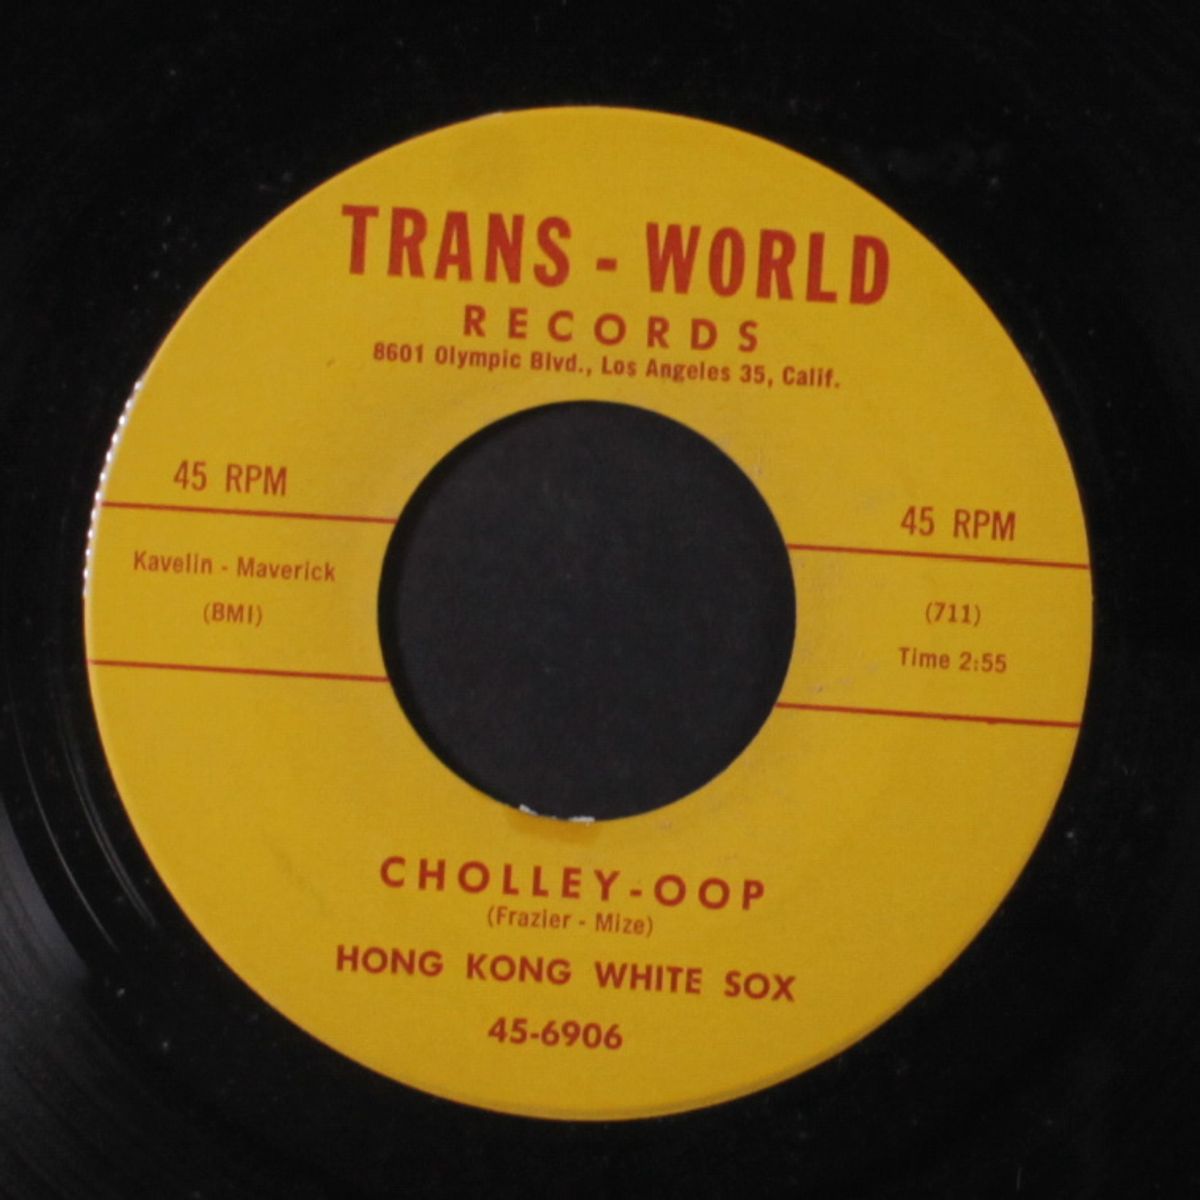 TRANS - WORLD
RECORDS
8601 Olympic Blvd., Los Angeles 35, Calif.
45 RPM
Kavelin - Maverick
(BMI)
45 RPM
(711)
Time 2:55
CHOLLEY-OOP
(Frazier - Mize)
HONG KONG WHITE SOX
45-6906